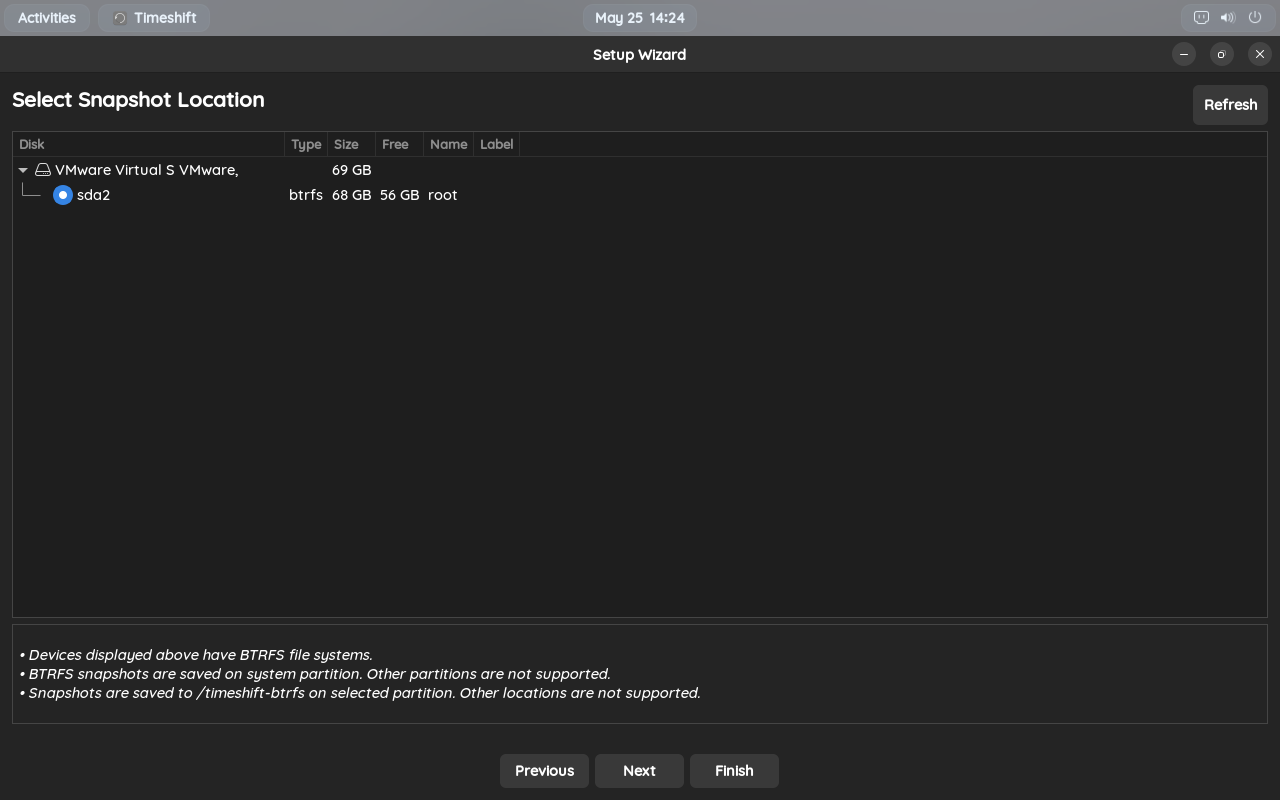 Activities
Timeshift
May 25 14:24
Setup Wizard
Select Snapshot Location
Refresh
Disk Type Size Free Name Label
VMware Virtual S VMware, 69 GB
sda2 btrfs 68 GB 56 GB root
• Devices displayed above have BTRFS file systems.
• BTRFS snapshots are saved on system partition. Other partitions are not supported.
• Snapshots are saved to /timeshift-btrfs on selected partition. Other locations are not supported.
Previous Next Finish